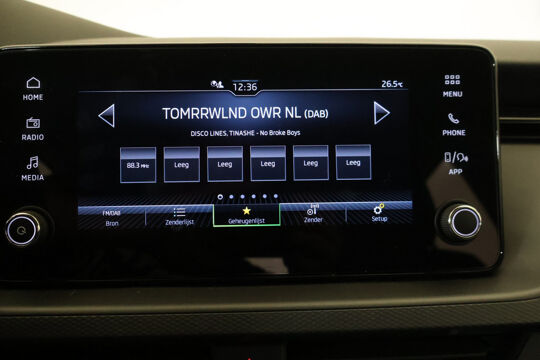 12:36
26.5°C
HOME
RADIO
MEDIA
MENU
PHONE
APP
TOMRRWLND OWR NL (DAB)
DISCO LINES, TINASHE - No Broke Boys
88.3 MHz Leeg Leeg Leeg Leeg Leeg
FM/DAB
Bron Zenderlijst Geheugenlijst Zender Setup